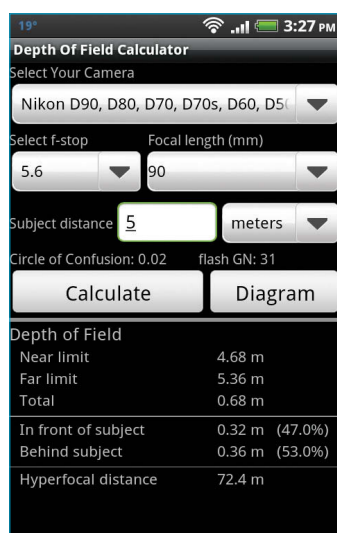 19° 3:27 PM
Depth Of Field Calculator
Select Your Camera
Nikon D90, D80, D70, D70s, D60, D50
Select f-stop Focal length (mm)
5.6 90
Subject distance 5 meters
Circle of Confusion: 0.02 flash GN: 31
Calculate Diagram
Depth of Field
Near limit 4.68 m
Far limit 5.36 m
Total 0.68 m
In front of subject 0.32 m (47.0%)
Behind subject 0.36 m (53.0%)
Hyperfocal distance 72.4 m